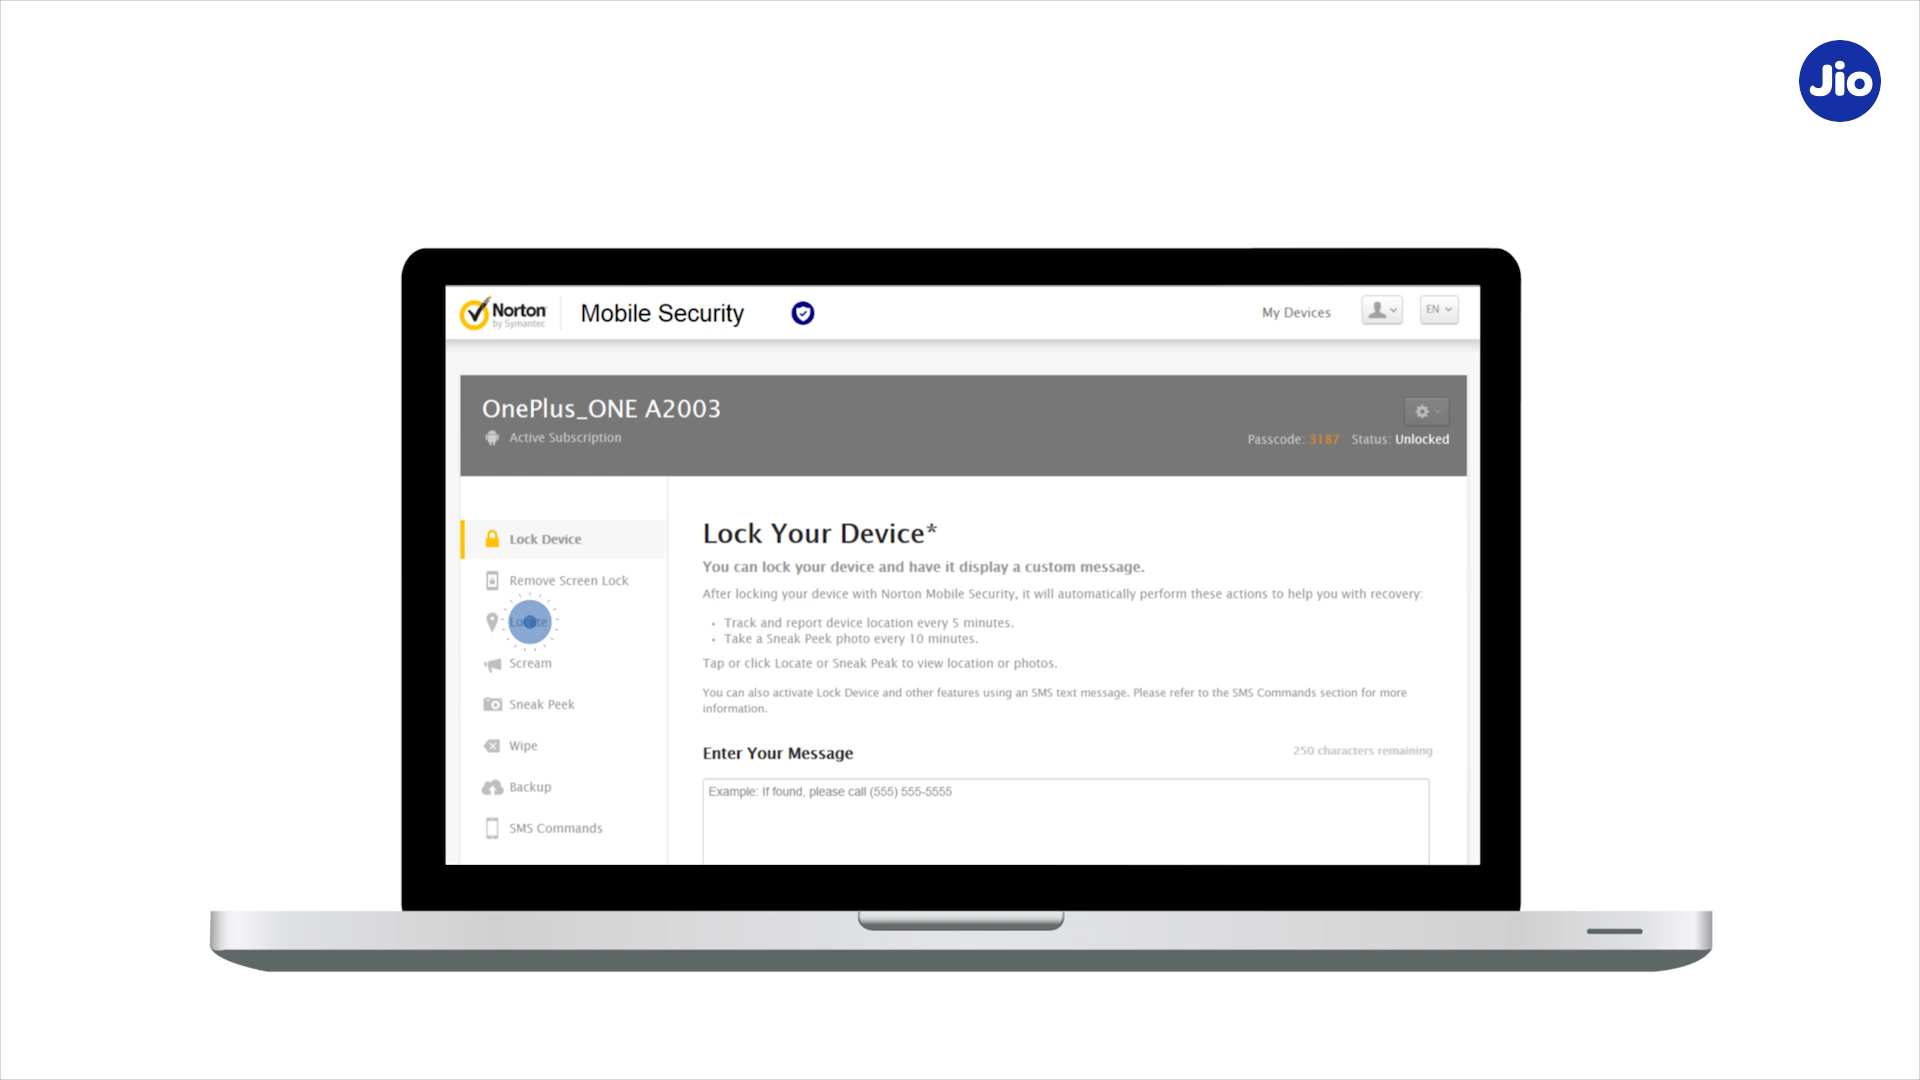 Jio
Norton
by Symantec
Mobile Security
My Devices
EN
OnePlus_ONE A2003
Active Subscription
Passcode: 3187 Status: Unlocked
Lock Device
Remove Screen Lock
Locate
Scream
Sneak Peek
Wipe
Backup
SMS Commands
Lock Your Device*
You can lock your device and have it display a custom message.
After locking your device with Norton Mobile Security, it will automatically perform these actions to help you with recovery:
• Track and report device location every 5 minutes.
• Take a Sneak Peek photo every 10 minutes.
Tap or click Locate or Sneak Peak to view location or photos.
You can also activate Lock Device and other features using an SMS text message. Please refer to the SMS Commands section for more
information.
Enter Your Message
250 characters remaining
Example: If found, please call (555) 555-5555